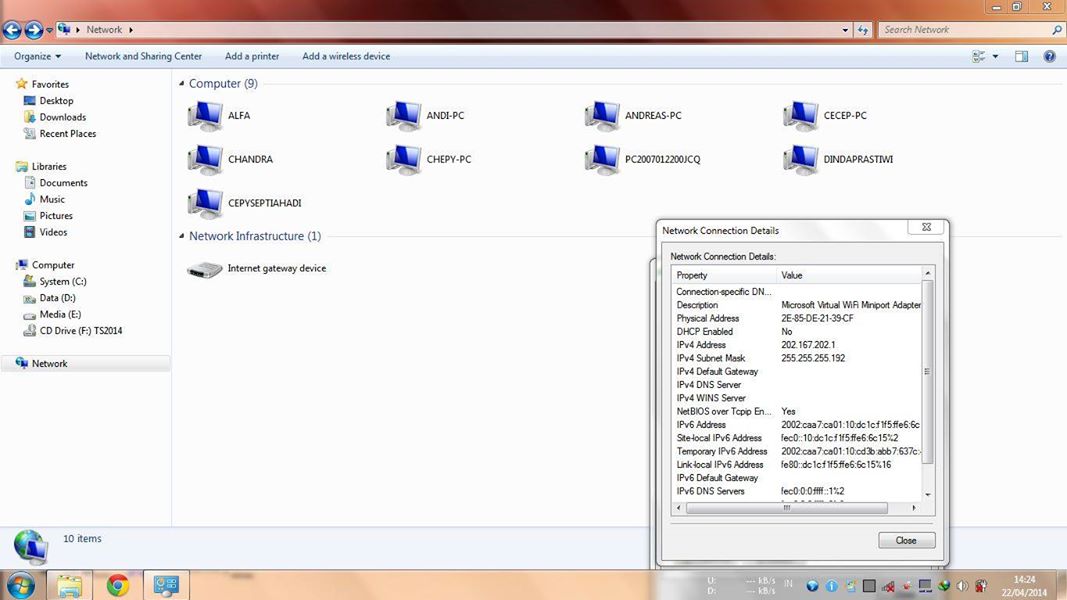 Network
Search Network
Organize
Network and Sharing Center
Add a printer
Add a wireless device
Favorites
Desktop
Downloads
Recent Places
Libraries
Documents
Music
Pictures
Videos
Computer
System (C:)
Data (D:)
Media (E:)
CD Drive (F:) TS2014
Network
Computer (9)
ALFA
ANDI-PC
ANDREAS-PC
CECEP-PC
CHANDRA
CHEPY-PC
PC2007012200JCQ
DINDAPRASTIWI
CEPYSEPTIAHADI
Network Infrastructure (1)
Internet gateway device
Network Connection Details
Network Connection Details:
Property Value
Connection-specific DN...
Description Microsoft Virtual WiFi Miniport Adapter
Physical Address 2E-85-DE-21-39-CF
DHCP Enabled No
IPv4 Address 202.167.202.1
IPv4 Subnet Mask 255.255.255.192
IPv4 Default Gateway
IPv4 DNS Server
IPv4 WINS Server
NetBIOS over Tcpip En... Yes
IPv6 Address 2002:caa7:ca01:10:dc1c:f1f5:ffe6:6c
Site-local IPv6 Address fec0::10:dc1c:f1f5:ffe6:6c15%2
Temporary IPv6 Address 2002:caa7:ca01:10:cd3b:abb7:637c:
Link-local IPv6 Address fe80::dc1c:f1f5:ffe6:6c15%16
IPv6 Default Gateway
IPv6 DNS Servers fec0:0:0:ffff::1%2
Close
10 items
U: --- kB/s
D: --- kB/s
IN
14:24
22/04/2014